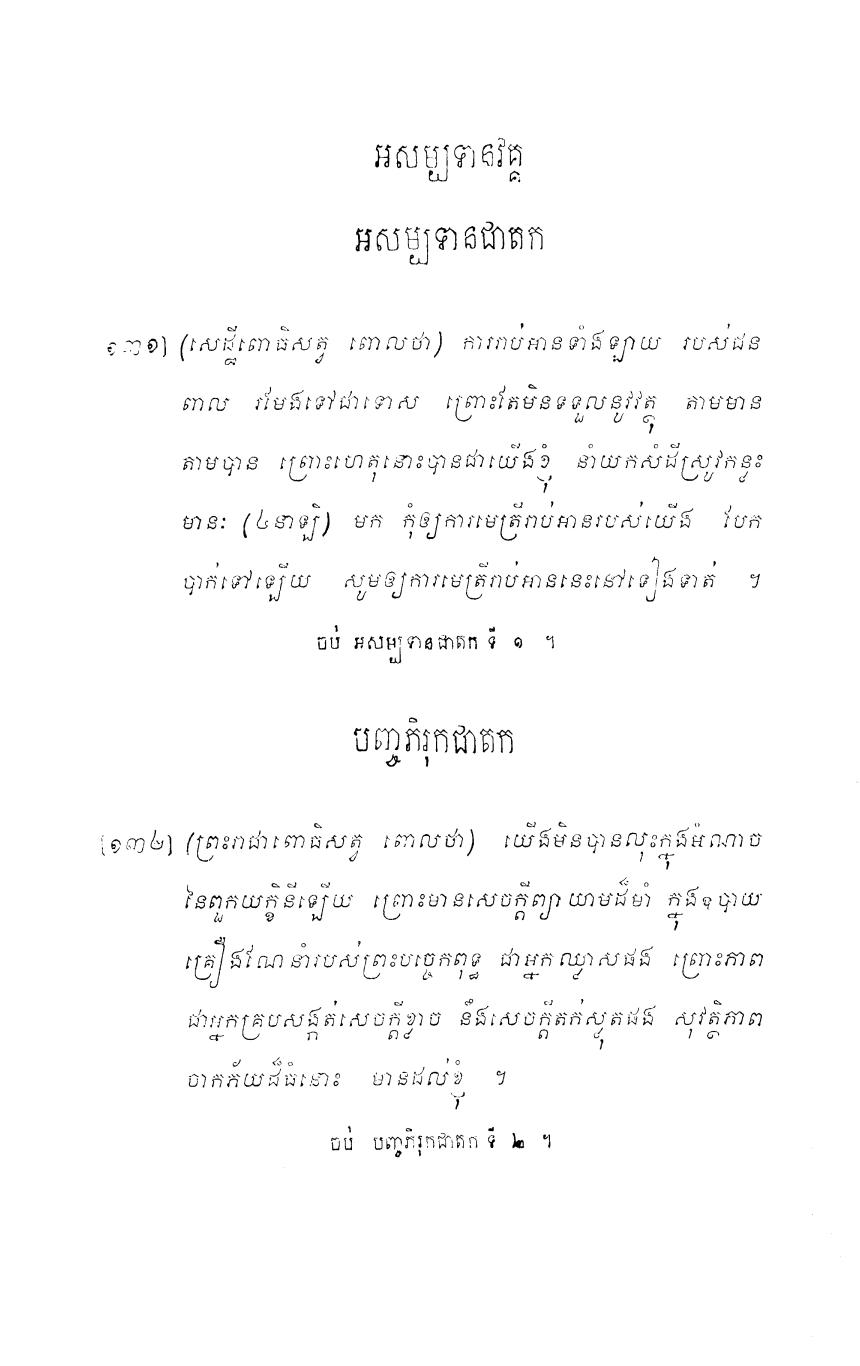 អសម្បទានវគ្គ
អសម្បទានជាតក
[១៣១] (សេដ្ឋីពោធិសត្វ ពោលថា) ការរាប់អានទាំងឡាយ របស់ជន
ពាល រមែងទៅជាទោស ព្រោះតែមិនទទួលនូវវត្ថុ តាមមាន
តាមបាន ព្រោះហេតុនោះបានជាយើងខ្ញុំ នាំយកសំដីស្រូវកន្លះ
មានៈ (៤នាឡិ) មក កុំឲ្យការមេត្រីរាប់អានរបស់យើង បែក
បាក់ទៅឡើយ សូមឲ្យការមេត្រីរាប់អាននេះនៅទៀងទាត់ ។
ចប់ អសម្បទានជាតក ទី ១ ។
បញ្ចភិរុកជាតក
[១៣២] (ព្រះរាជាពោធិសត្វ ពោលថា) យើងមិនបានលុះក្នុងអំណាច
នៃពួកយក្ខិនីឡើយ ព្រោះមានសេចក្តីព្យាយាមដ៏មាំ ក្នុងឧបាយ
គ្រឿងណែនាំរបស់ព្រះបច្ចេកពុទ្ធ ជាអ្នកឈ្លាសផង ព្រោះភាព
ជាអ្នកគ្របសង្កត់សេចក្តីខ្លាច នឹងសេចក្តីតក់ស្លុតផង សុវត្ថិភាព
ចាកភ័យដ៏ធំនោះ មានដល់ខ្ញុំ ។
ចប់ បញ្ចភិរុកជាតក ទី ២ ។